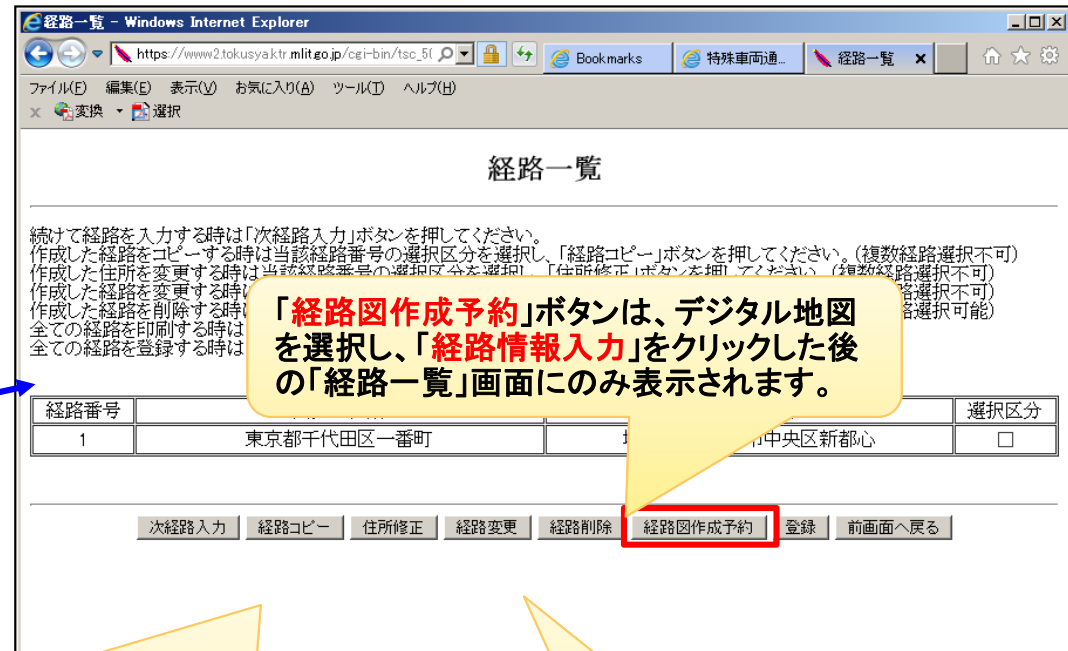 経路一覧 - Windows Internet Explorer
https://www2.tokusya.ktr.mlit.go.jp/cgi-bin/tsc_5(
Bookmarks
特殊車両通...
経路一覧
ファイル(F) 編集(E) 表示(V) お気に入り(A) ツール(T) ヘルプ(H)
x 変換 選択
経路一覧
続けて経路を入力する時は「次経路入力」ボタンを押してください。
作成した経路をコピーする時は当該経路番号の選択区分を選択し、「経路コピー」ボタンを押してください。(複数経路選択不可)
作成した住所を変更する時は当該経路番号の選択区分を選択し、「住所修正」ボタンを押してください。(複数経路選択不可)
作成した経路を変更する時 路選択不可)
作成した経路を削除する時 路選択可能)
全ての経路を印刷する時は
全ての経路を登録する時は
「経路図作成予約」ボタンは、デジタル地図
を選択し、「経路情報入力」をクリックした後
の「経路一覧」画面にのみ表示されます。
経路番号 選択区分
1 東京都千代田区一番町 中央区新都心
次経路入力 経路コピー 住所修正 経路変更 経路削除 経路図作成予約 登録 前画面へ戻る